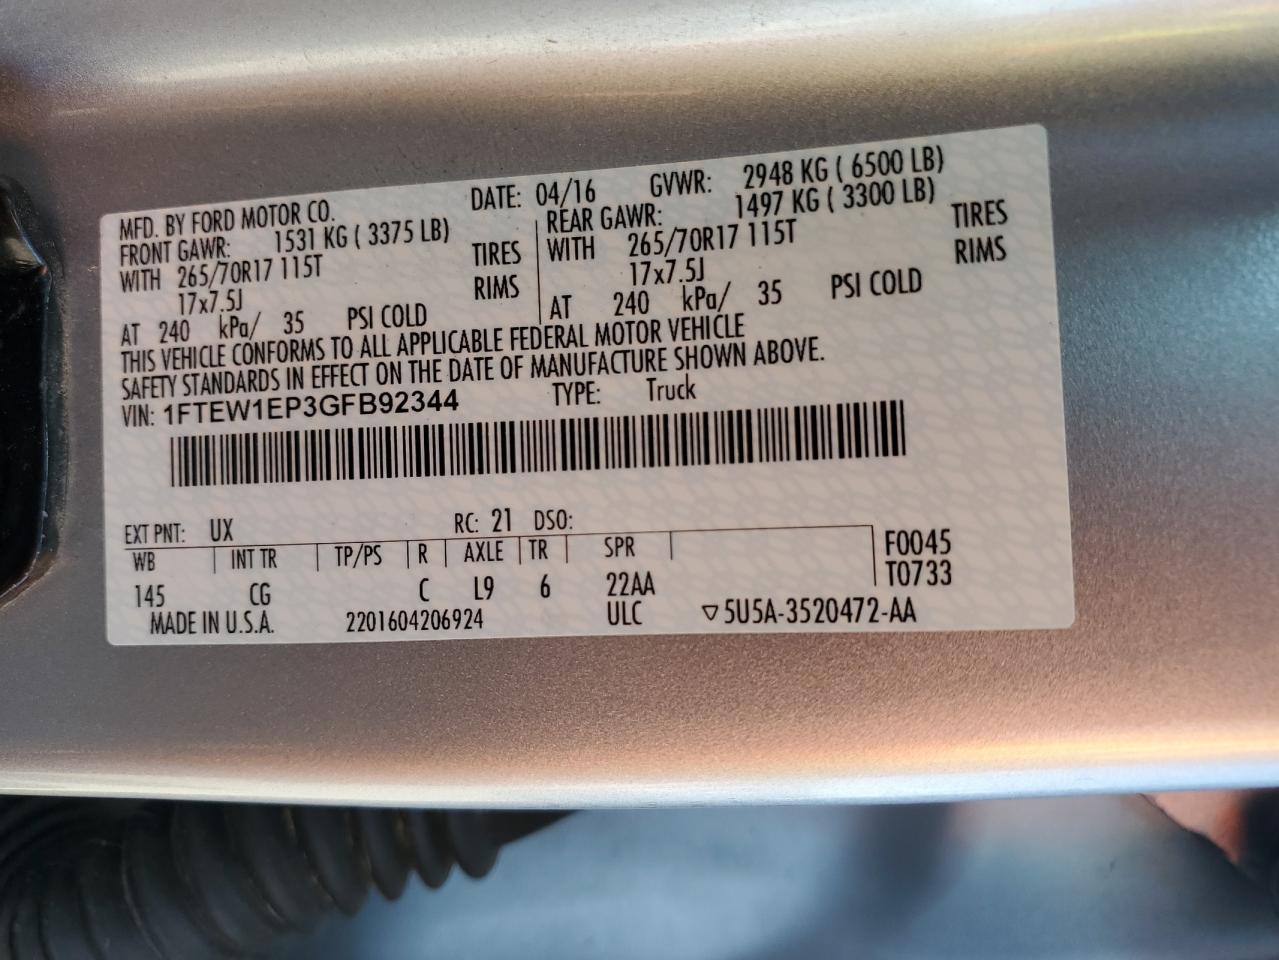 MFD. BY FORD MOTOR CO. DATE: 04/16 GVWR: 2948 KG ( 6500 LB)
FRONT GAWR: 1531 KG ( 3375 LB) REAR GAWR: 1497 KG ( 3300 LB)
WITH 265/70R17 115T TIRES WITH 265/70R17 115T TIRES
17x7.5J RIMS 17x7.5J RIMS
AT 240 kPa/ 35 PSI COLD AT 240 kPa/ 35 PSI COLD
THIS VEHICLE CONFORMS TO ALL APPLICABLE FEDERAL MOTOR VEHICLE
SAFETY STANDARDS IN EFFECT ON THE DATE OF MANUFACTURE SHOWN ABOVE.
VIN: 1FTEW1EP3GFB92344 TYPE: Truck
EXT PNT: UX RC: 21 DSO:
WB INT TR TP/PS R AXLE TR SPR F0045
145 CG C L9 6 22AA T0733
MADE IN U.S.A. 2201604206924 ULC ▽5U5A-3520472-AA